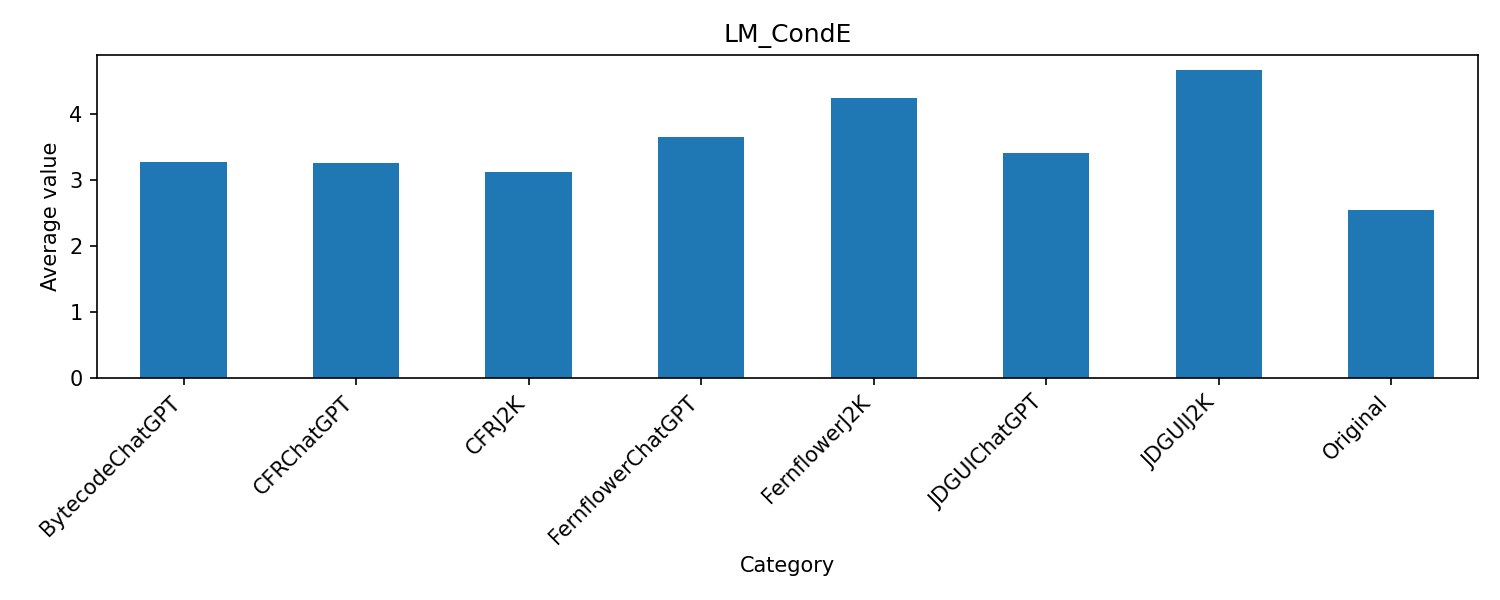 LM_CondE
Average value
4
3
2
1
0
BytecodeChatGPT
CFRChatGPT
CFRJ2K
FernflowerChatGPT
FernflowerJ2K
JDGUIChatGPT
JDGUIJ2K
Original
Category